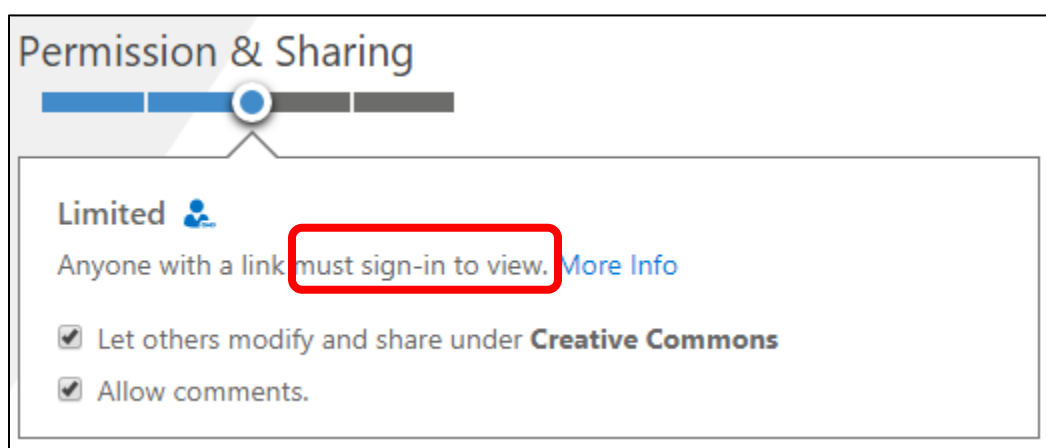 Permission & Sharing
Limited
Anyone with a link must sign-in to view. More Info
Let others modify and share under Creative Commons
Allow comments.